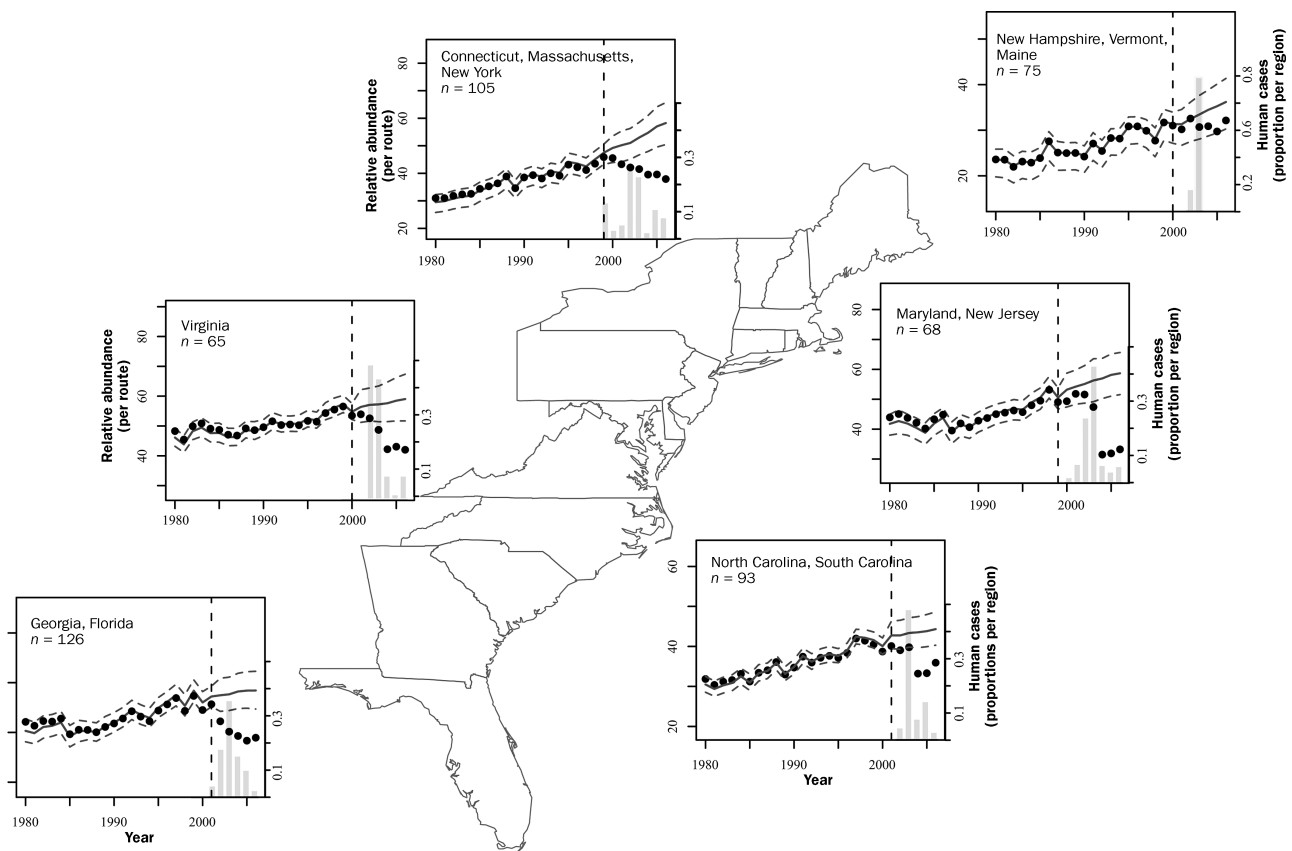 Connecticut, Massachusetts,
New York
n = 105
Relative abundance
(per route)
80
60
40
20
0.3
0.1
1980
1990
2000
New Hampshire, Vermont,
Maine
n = 75
40
20
0.8
0.6
0.2
Human cases
(proportion per region)
1980
1990
2000
Virginia
n = 65
Relative abundance
(per route)
80
60
40
0.3
0.1
1980
1990
2000
Maryland, New Jersey
n = 68
80
60
40
0.3
0.1
Human cases
(proportion per region)
1980
1990
2000
Georgia, Florida
n = 126
0.3
0.1
1980
1990
2000
Year
North Carolina, South Carolina
n = 93
60
40
20
0.3
0.1
Human cases
(proportions per region)
1980
1990
2000
Year